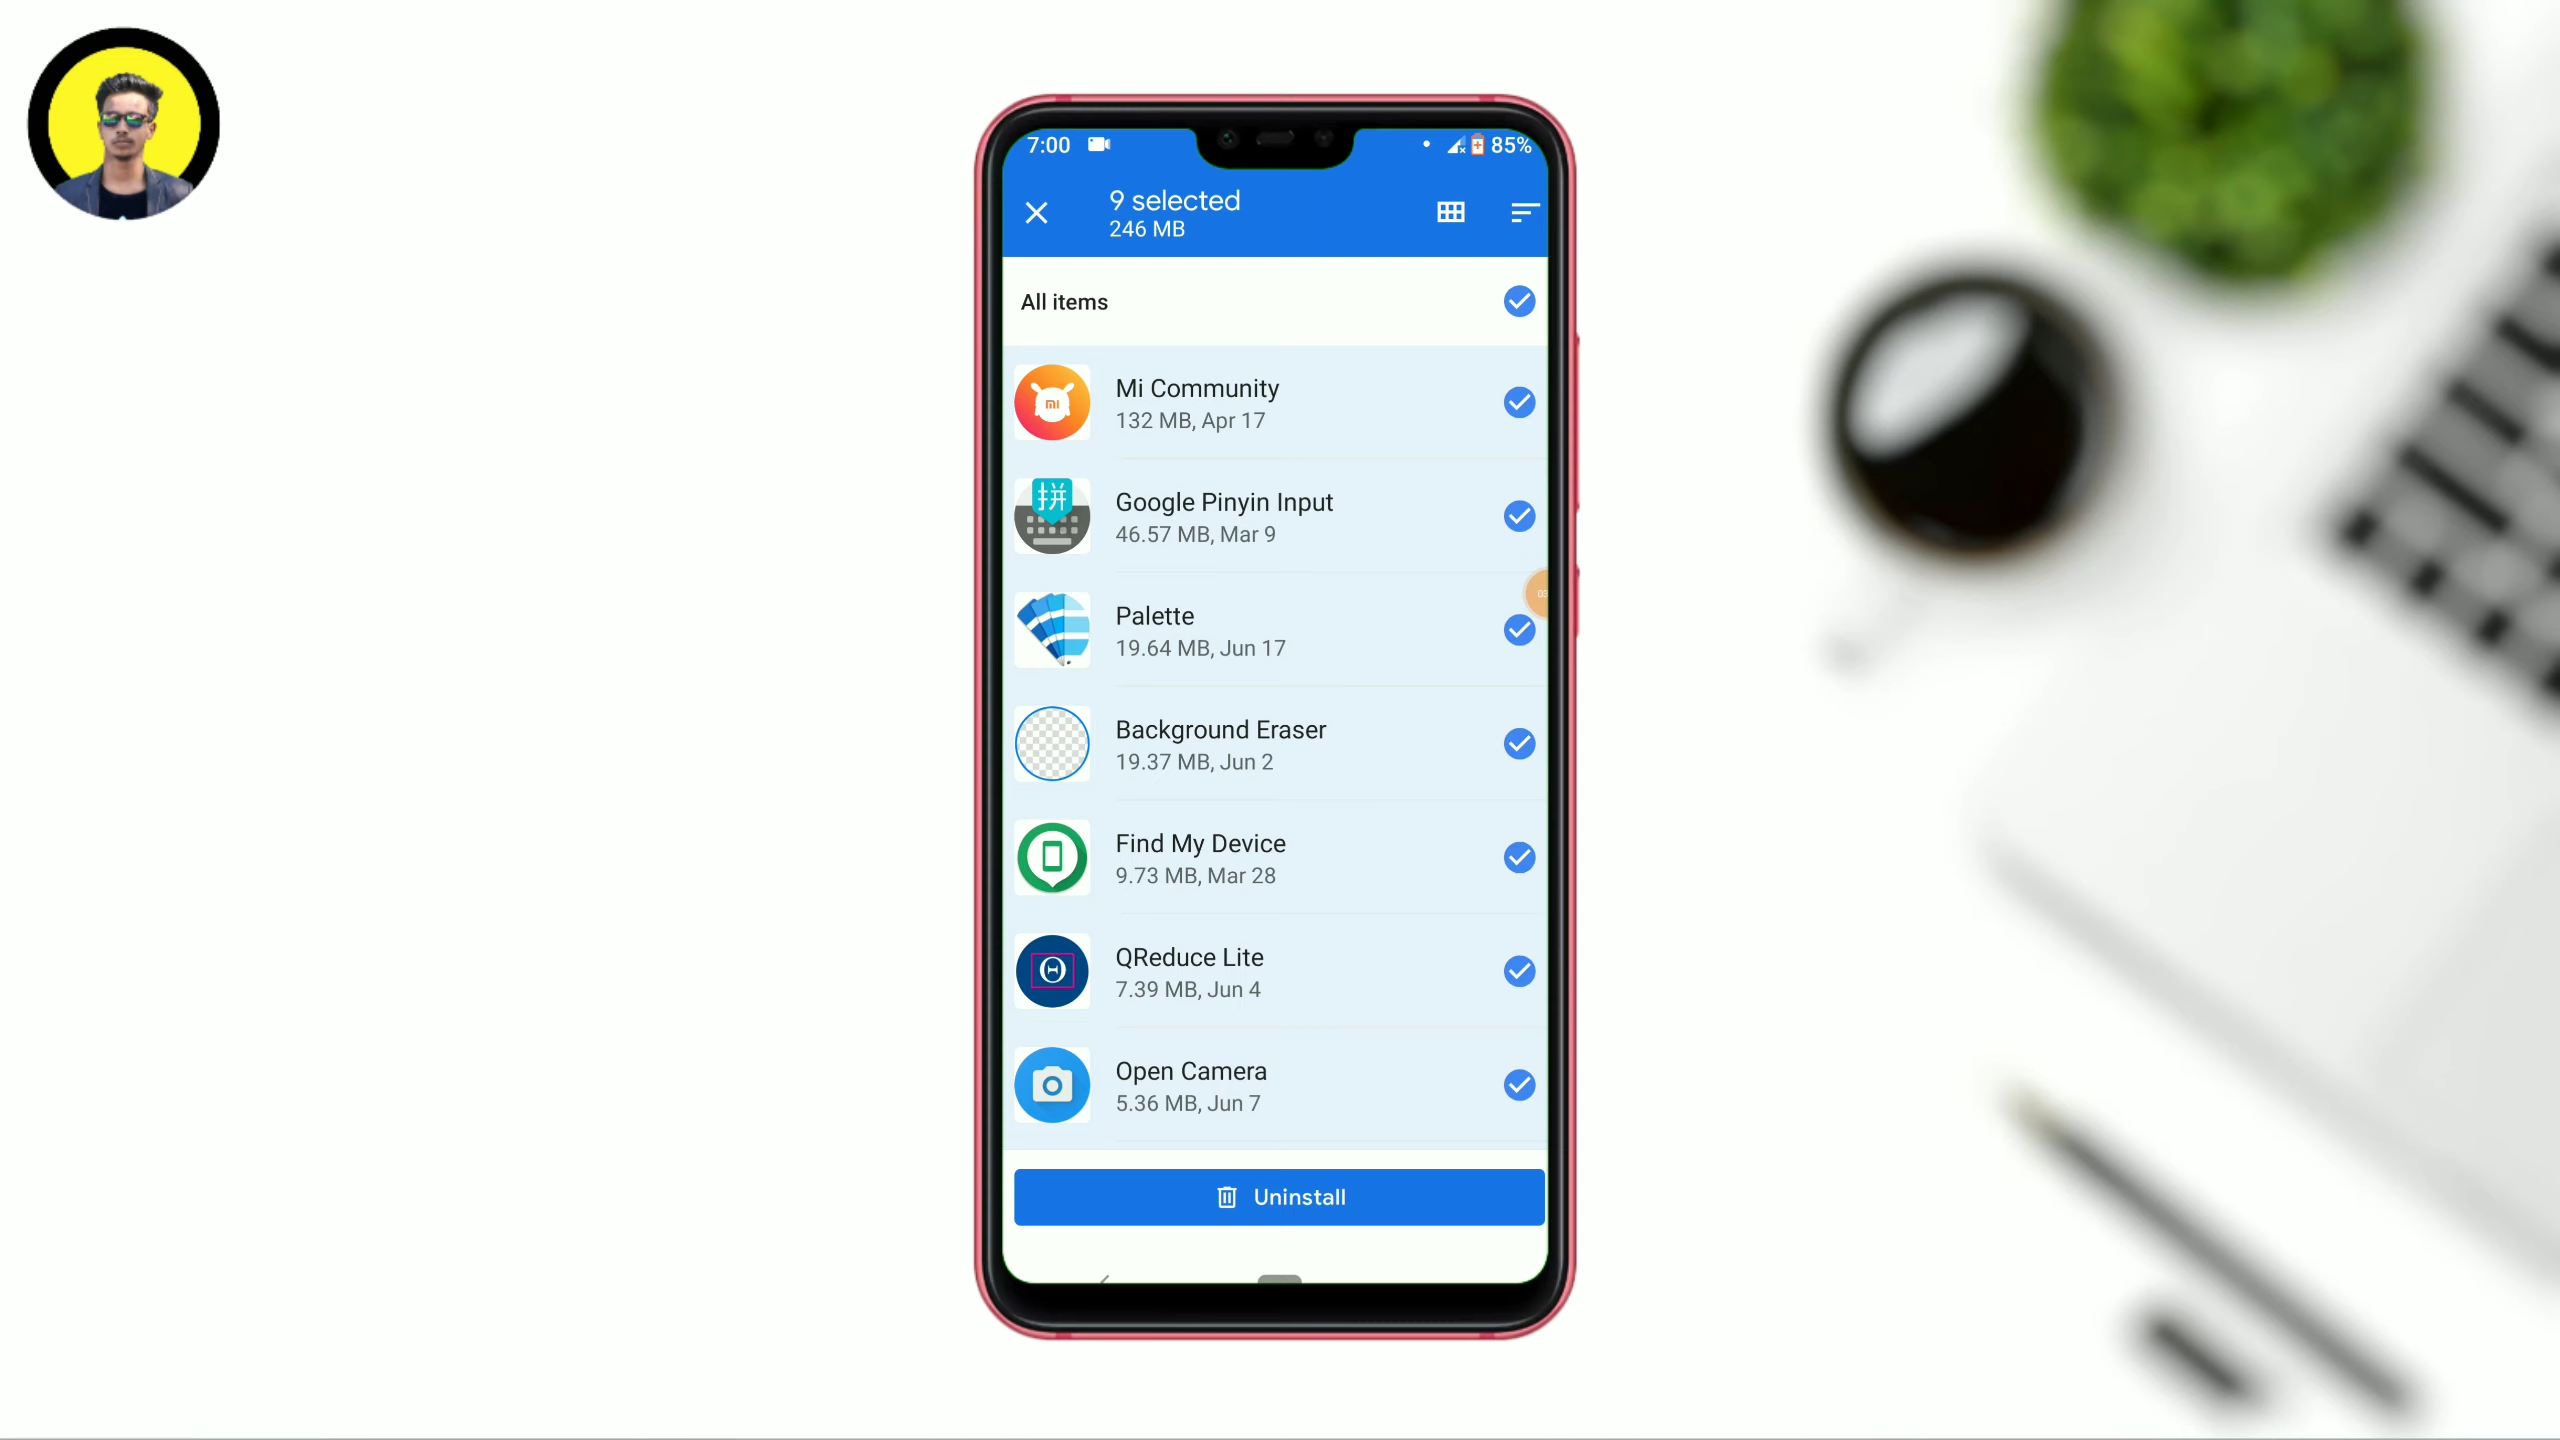 7:00
85%
9 selected
246 MB
All items
mi
Mi Community
132 MB, Apr 17
拼
Google Pinyin Input
46.57 MB, Mar 9
Palette
19.64 MB, Jun 17
Background Eraser
19.37 MB, Jun 2
Find My Device
9.73 MB, Mar 28
QReduce Lite
7.39 MB, Jun 4
Open Camera
5.36 MB, Jun 7
Uninstall